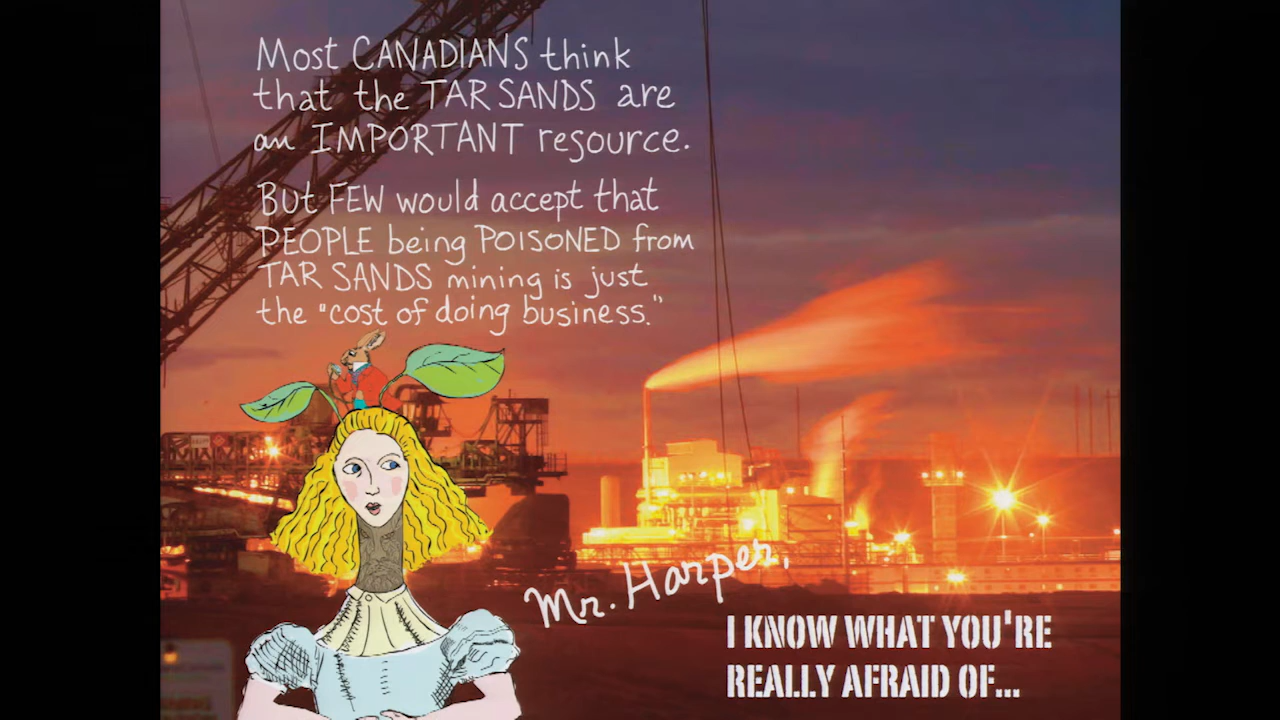 Most CANADIANS think
that the TAR SANDS are
an IMPORTANT resource.
But FEW would accept that
PEOPLE being POISONED from
TAR SANDS mining is just
the "cost of doing business."
Mr. Harper,
I KNOW WHAT YOU'RE
REALLY AFRAID OF...